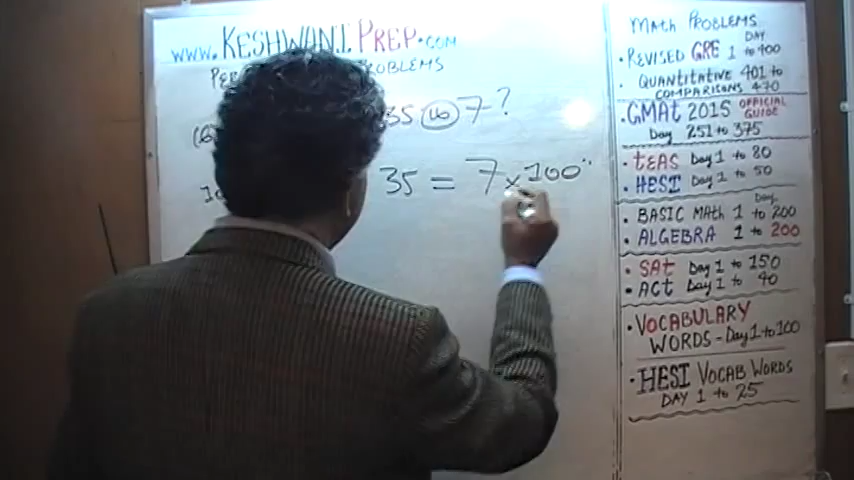 www.KESHWANI PREP.com
PROBLEMS
35 is 7?
35 = 7 x 100
MATH PROBLEMS
DAY
• REVISED GRE 1 to 400
• QUANTITATIVE 401 to
COMPARISONS 470
• GMAT 2015 OFFICIAL GUIDE
Day 251 to 375
• TEAS Day 1 to 80
• HESI Day 1 to 50
Day
• BASIC MATH 1 to 200
• ALGEBRA 1 to 200
• SAT Day 1 to 150
• ACT Day 1 to 40
• VOCABULARY
WORDS - Day 1 to 100
• HESI VOCAB WORDS
DAY 1 to 25